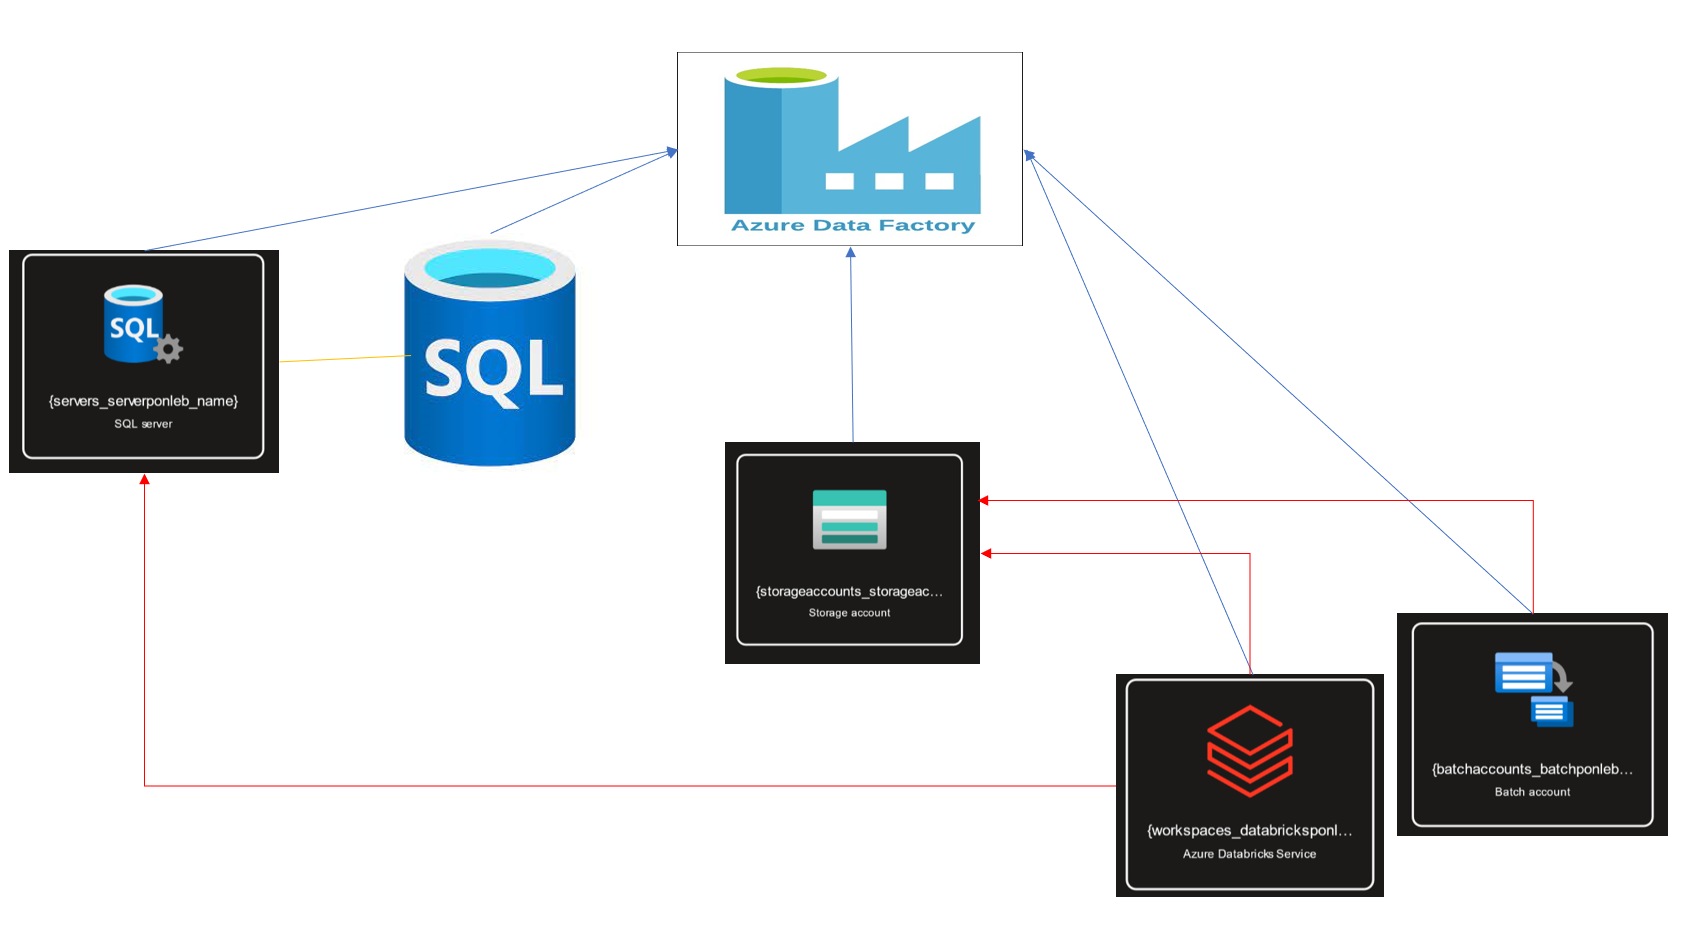 Azure Data Factory
SQL
{servers_serverponleb_name}
SQL server
SQL
{storageaccounts_storageac...
Storage account
{workspaces_databricksponl...
Azure Databricks Service
{batchaccounts_batchponleb...
Batch account